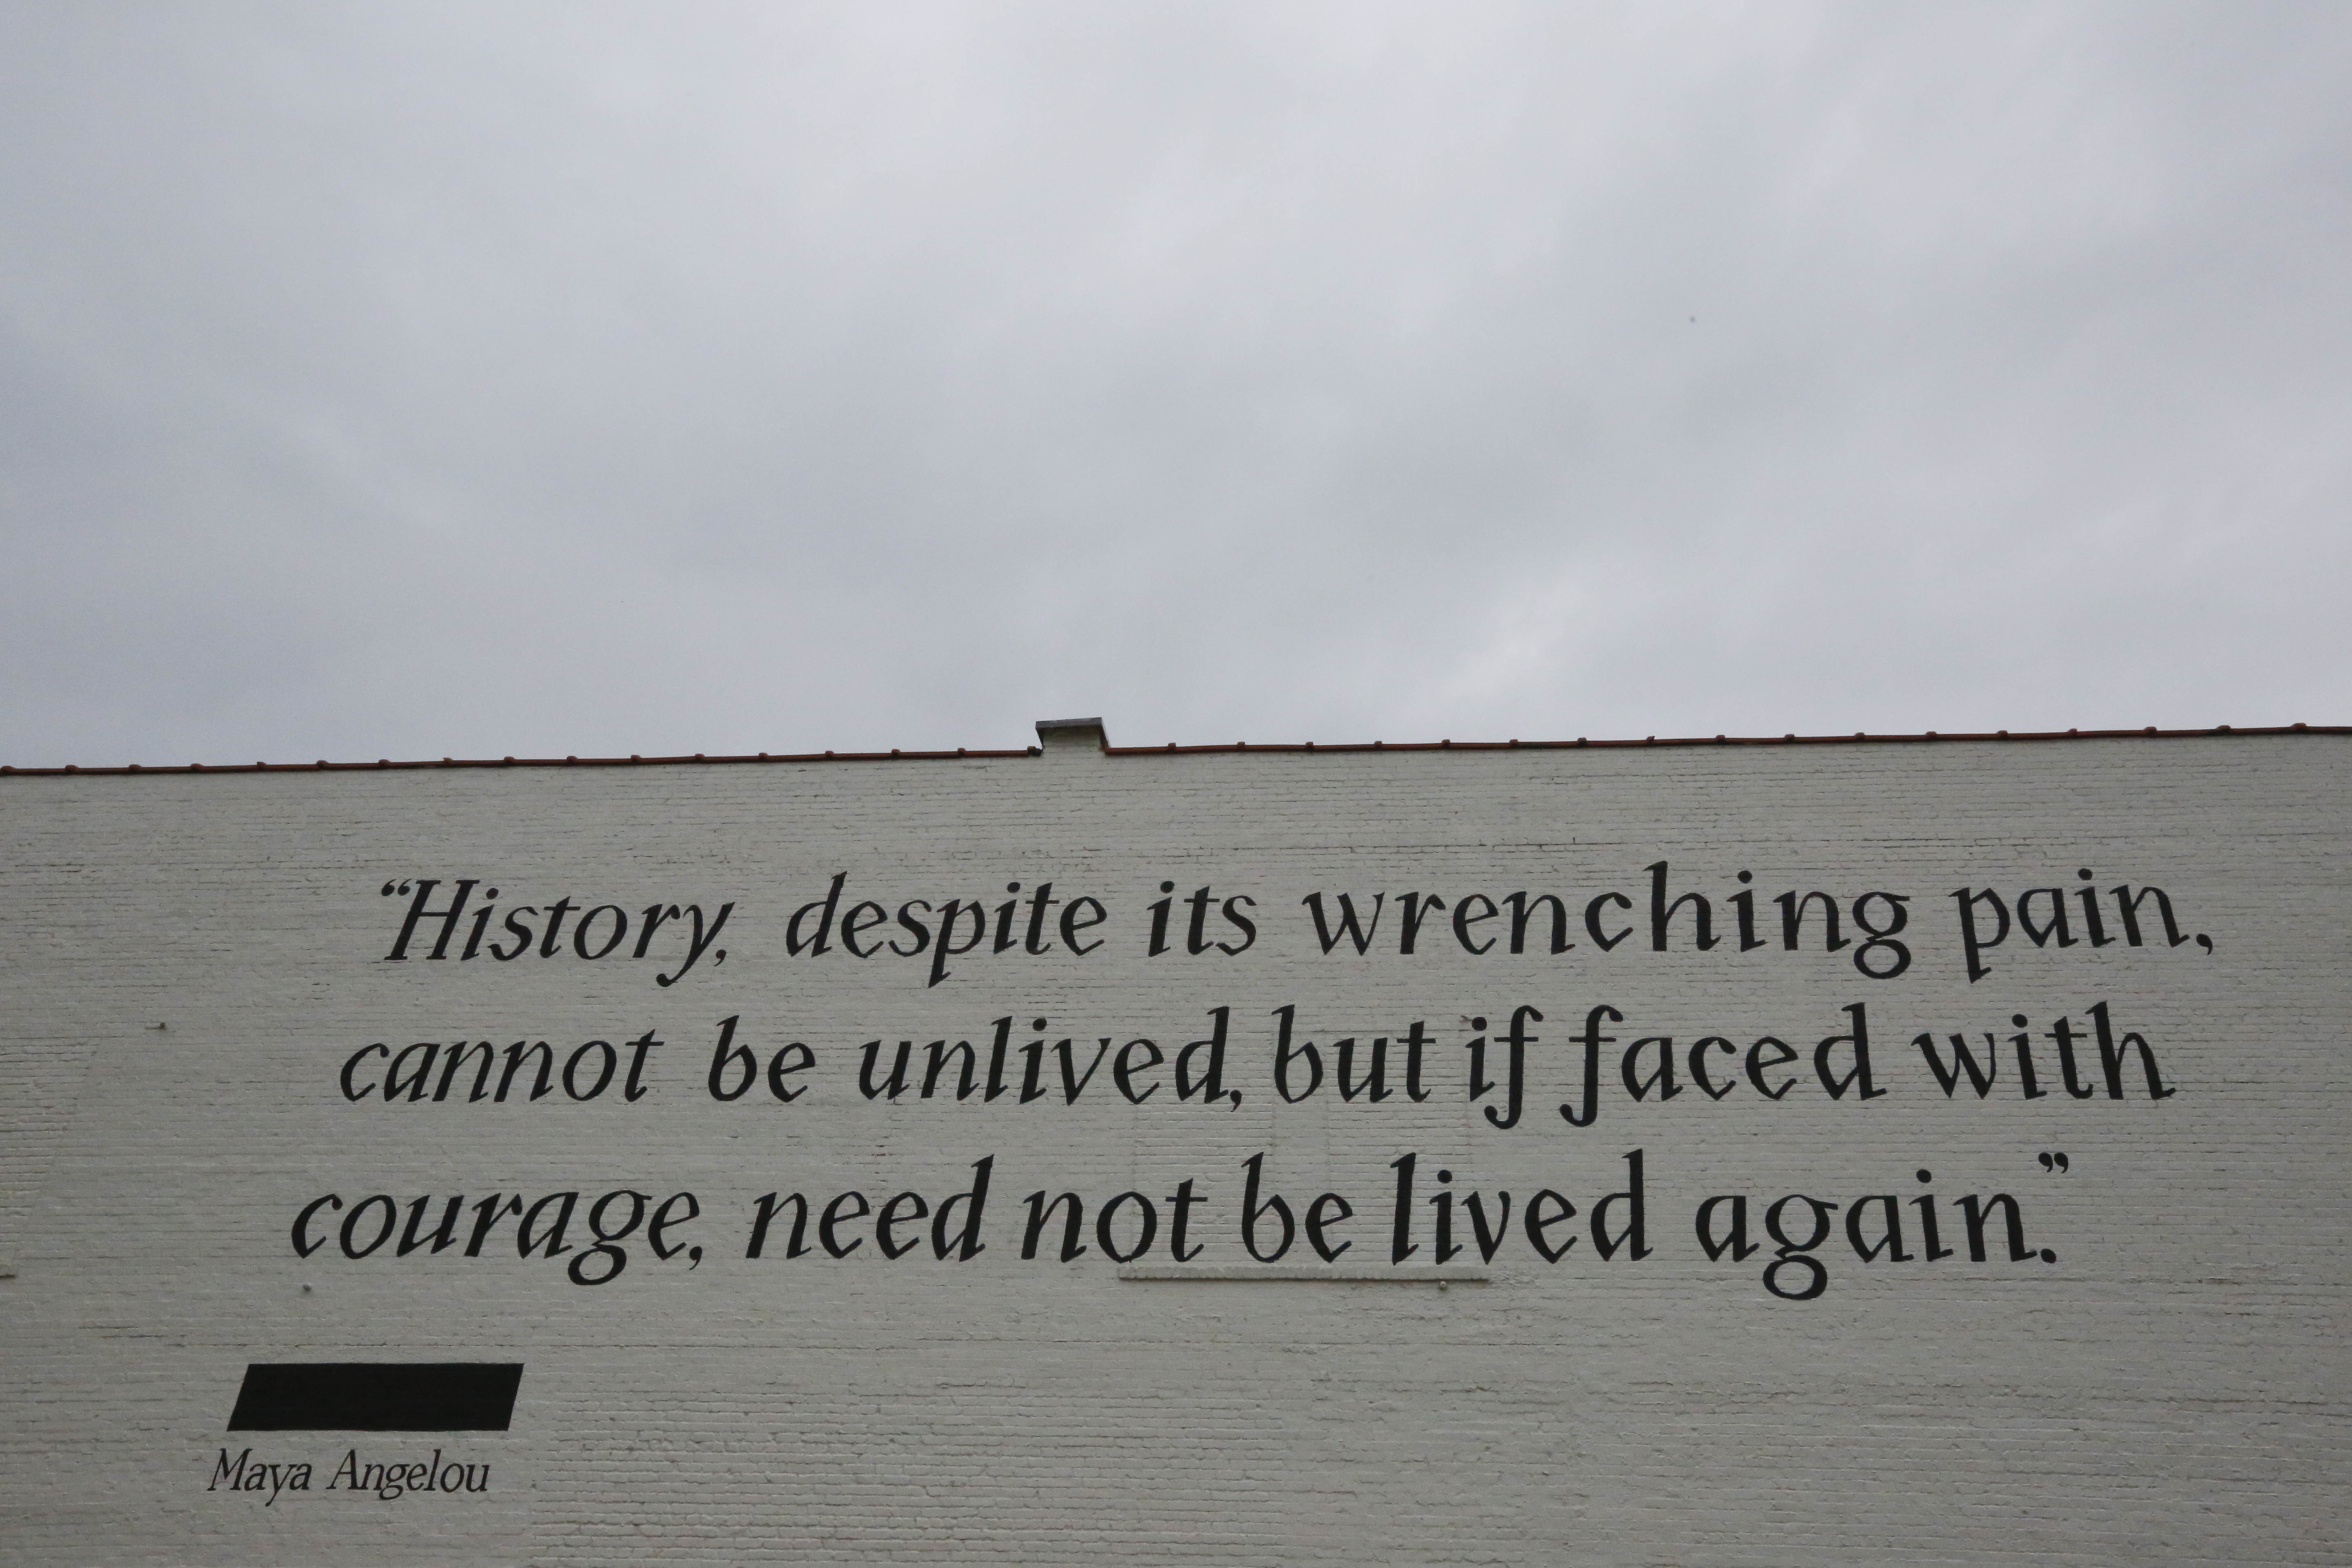 “History, despite its wrenching pain,
cannot be unlived, but if faced with
courage, need not be lived again.”
Maya Angelou